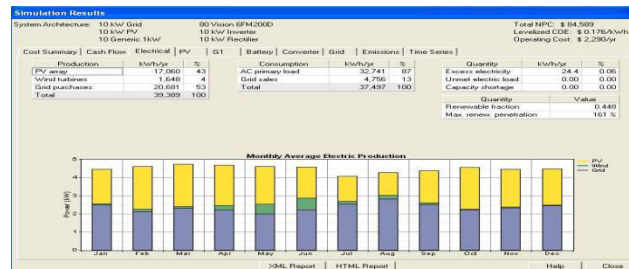 Simulation Results
System Architecture: 10 kW Grid 80 Vision 6FM200D Total NPC: $ 84,589
10 kW PV 10 kW Inverter Levelized COE: $ 0.176/kWh
10 Generic 1kW 10 kW Rectifier Operating Cost: $ 2,290/yr
Cost Summary Cash Flow Electrical PV G1 Battery Converter Grid Emissions Time Series
Production kWh/yr % Consumption kWh/yr % Quantity kWh/yr %
PV array 17,060 43 AC primary load 32,741 87 Excess electricity 24.4 0.06
Wind turbines 1,648 4 Grid sales 4,756 13 Unmet electric load 0.00 0.00
Grid purchases 20,681 53 Total 37,497 100 Capacity shortage 0.00 0.00
Total 39,389 100 Quantity Value
Renewable fraction 0.448
Max. renew. penetration 161 %
Monthly Average Electric Production
Power (kW)
5
4
3
2
1
0
PV
Wind
Grid
Jan Feb Mar Apr May Jun Jul Aug Sep Oct Nov Dec
XML Report HTML Report Help Close